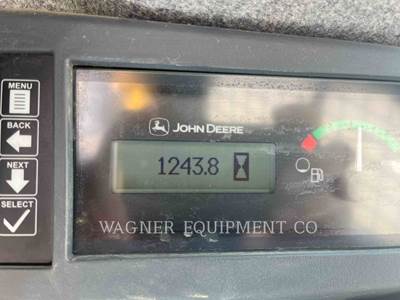 MENU
BACK
NEXT
SELECT
JOHN DEERE
1243.8
WAGNER EQUIPMENT CO